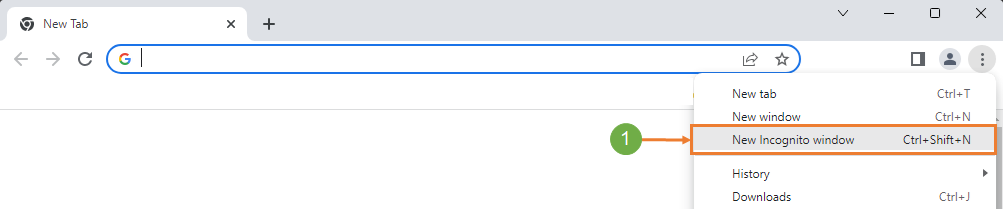 New Tab
New tab Ctrl+T
New window Ctrl+N
1 New Incognito window Ctrl+Shift+N
History
Downloads Ctrl+J